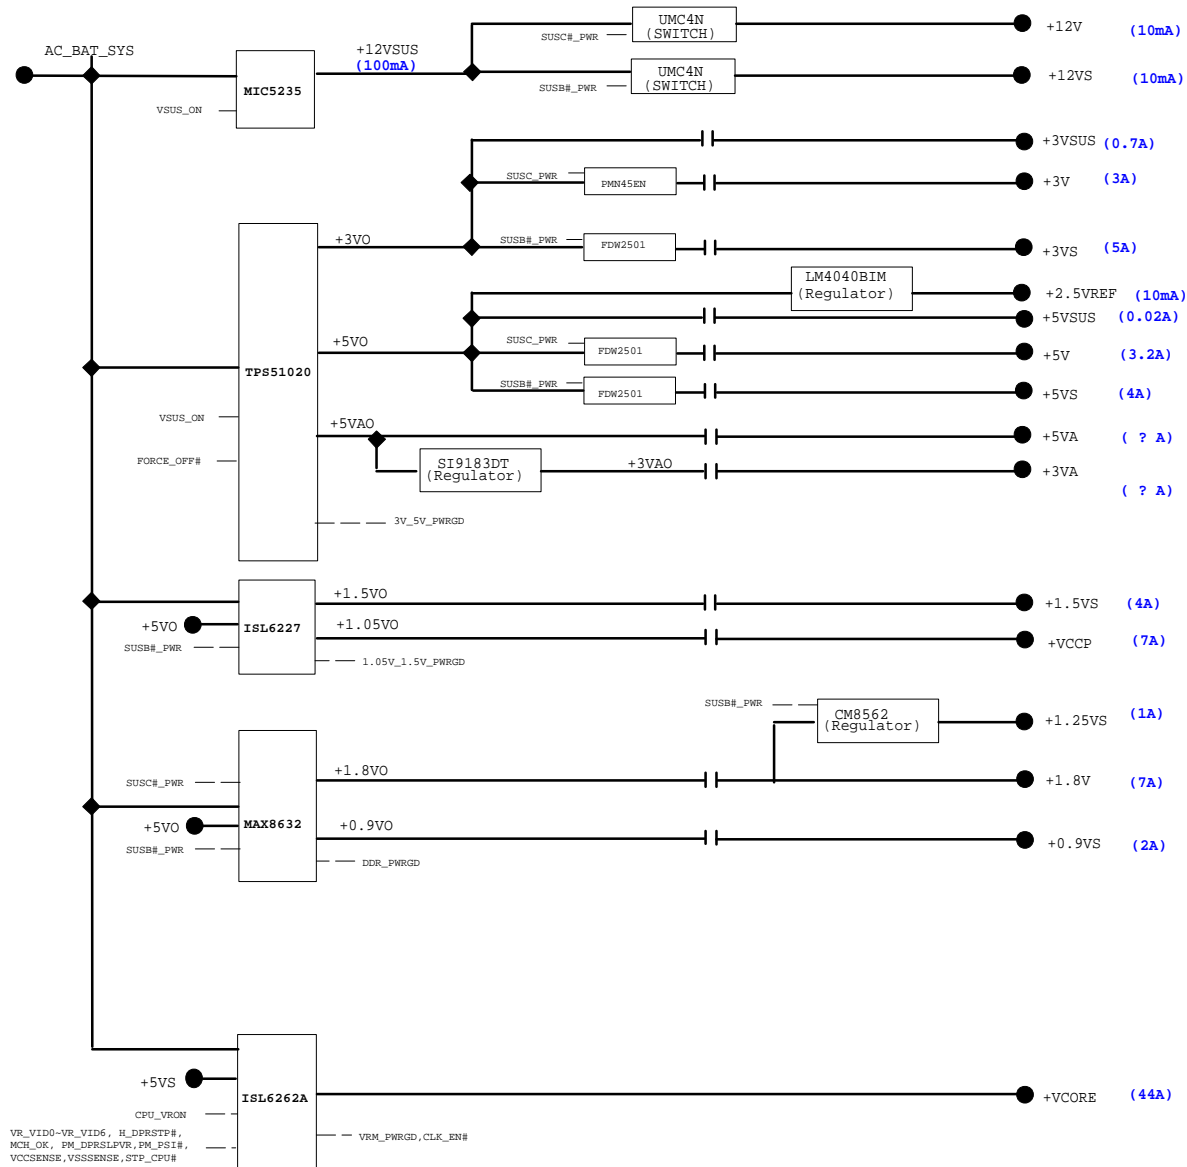 UMC4N
(SWITCH)
SUSC#_PWR
+12V
(10mA)
AC_BAT_SYS
+12VSUS
(100mA)
UMC4N
(SWITCH)
SUSB#_PWR
+12VS
(10mA)
MIC5235
VSUS_ON
+3VSUS
(0.7A)
SUSC_PWR
PMN45EN
+3V
(3A)
+3VO
SUSB#_PWR
FDW2501
+3VS
(5A)
LM4040BIM
(Regulator)
+2.5VREF
(10mA)
+5VSUS
(0.02A)
+5VO
SUSC_PWR
FDW2501
+5V
(3.2A)
TPS51020
SUSB#_PWR
FDW2501
+5VS
(4A)
VSUS_ON
+5VAO
+5VA
( ? A)
FORCE_OFF#
SI9183DT
(Regulator)
+3VAO
+3VA
( ? A)
3V_5V_PWRGD
+1.5VO
+1.5VS
(4A)
+5VO
ISL6227
+1.05VO
+VCCP
(7A)
SUSB#_PWR
1.05V_1.5V_PWRGD
SUSB#_PWR
CM8562
(Regulator)
+1.25VS
(1A)
SUSC#_PWR
+1.8VO
+1.8V
(7A)
+5VO
MAX8632
+0.9VO
+0.9VS
(2A)
SUSB#_PWR
DDR_PWRGD
+5VS
ISL6262A
+VCORE
(44A)
CPU_VRON
VR_VID0~VR_VID6, H_DPRSTP#,
MCH_OK, PM_DPRSLPVR,PM_PSI#,
VCCSENSE,VSSSENSE,STP_CPU#
VRM_PWRGD,CLK_EN#